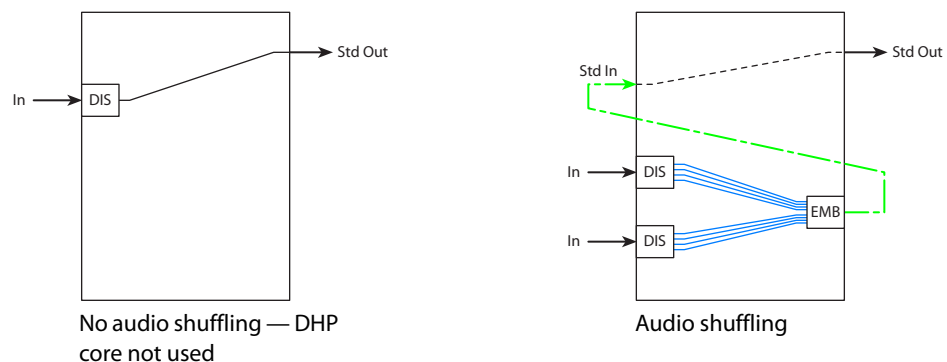 Std Out
In
DIS
No audio shuffling — DHP
core not used
Std Out
Std In
In
DIS
EMB
In
DIS
Audio shuffling